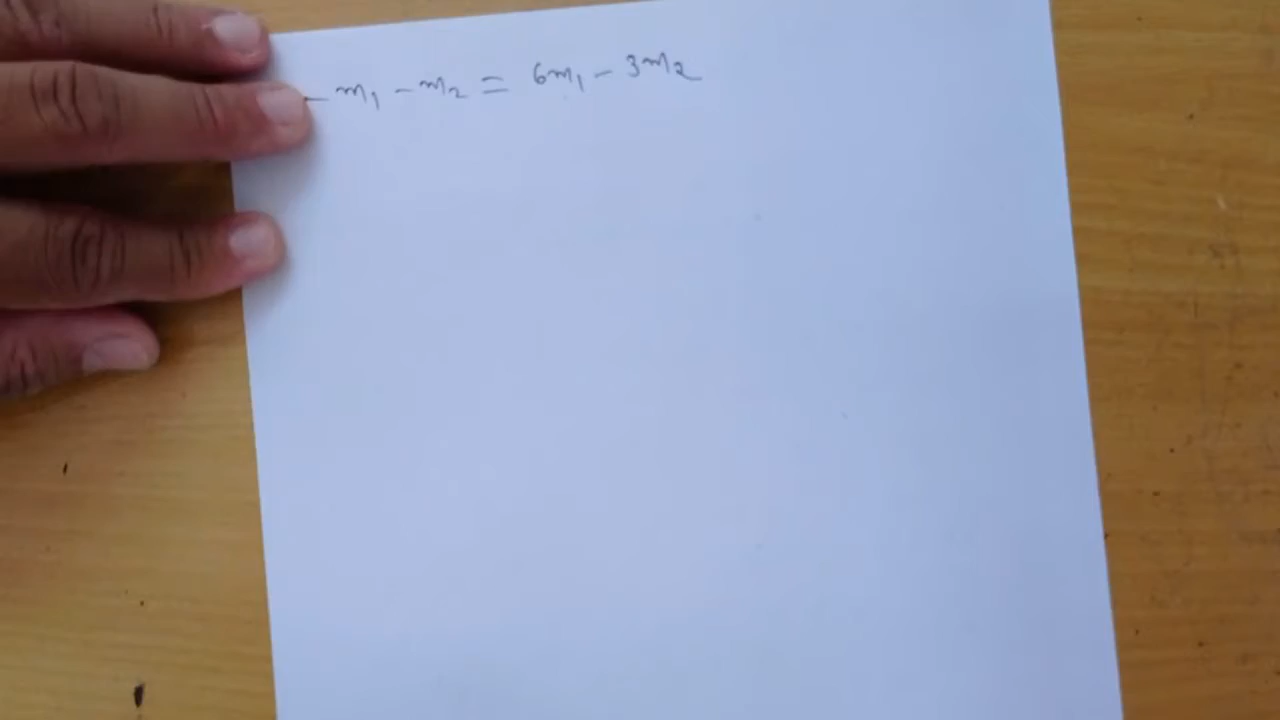 - m₁ - m₂ = 6m₁ - 3m₂